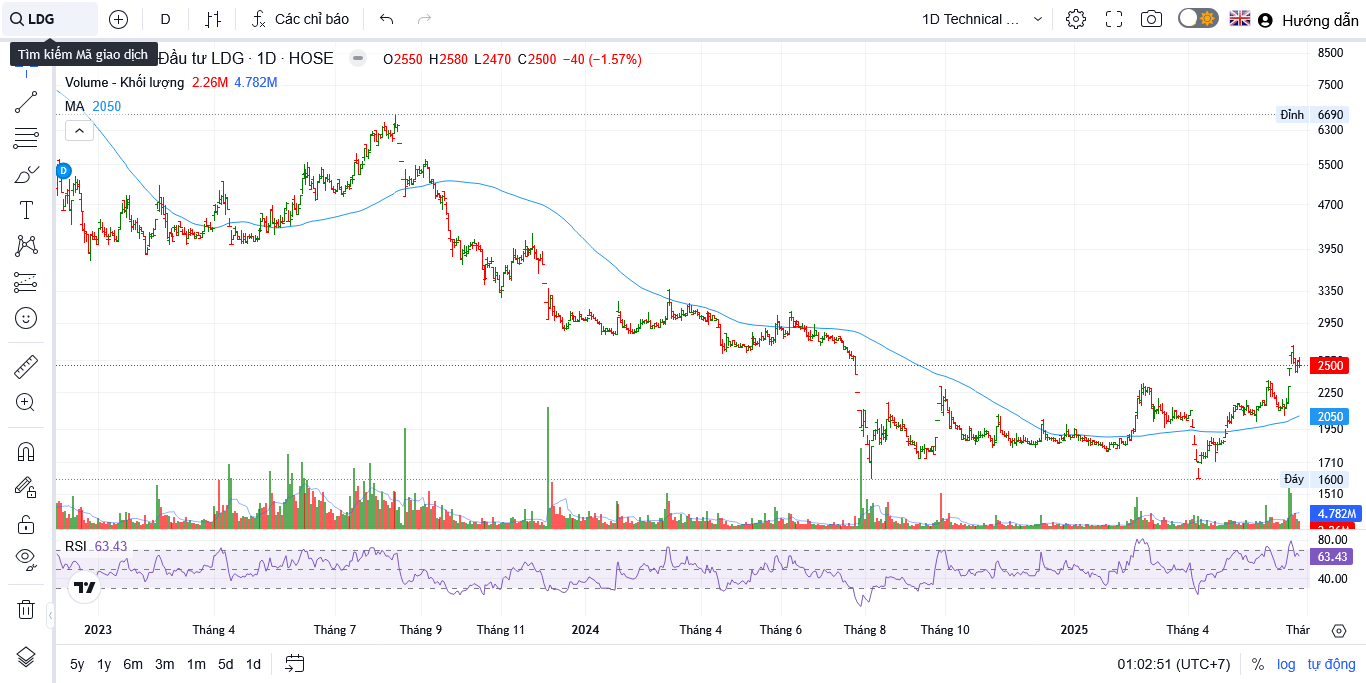 LDG
D
Các chỉ báo
1D Technical ...
Hướng dẫn
Tìm kiếm Mã giao dịch
Đầu tư LDG · 1D · HOSE
O2550 H2580 L2470 C2500 −40 (−1.57%)
Volume - Khối lượng 2.26M 4.782M
MA 2050
D
8500
7500
Đỉnh 6690
6300
5500
4700
3950
3350
2950
2500
2250
2050
1950
1710
Đáy 1600
1510
4.782M
RSI 63.43
80.00
63.43
40.00
2023 Tháng 4 Tháng 7 Tháng 9 Tháng 11 2024 Tháng 4 Tháng 6 Tháng 8 Tháng 10 2025 Tháng 4 Thár
5y 1y 6m 3m 1m 5d 1d
01:02:51 (UTC+7) % log tự động